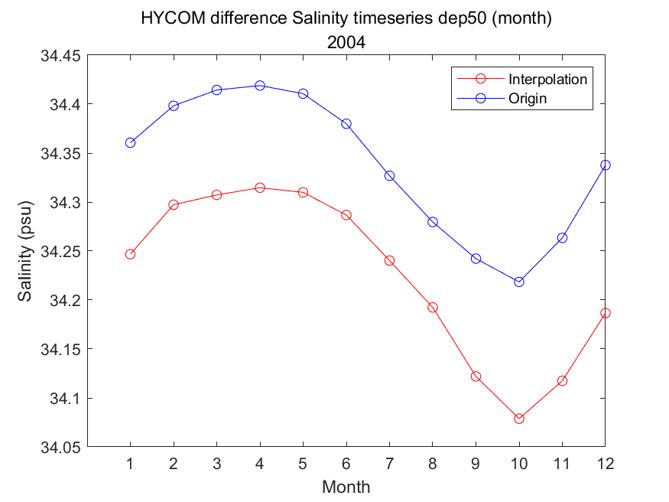 HYCOM difference Salinity timeseries dep50 (month)
2004
Interpolation
Origin
Salinity (psu)
34.45
34.4
34.35
34.3
34.25
34.2
34.15
34.1
34.05
1 2 3 4 5 6 7 8 9 10 11 12
Month